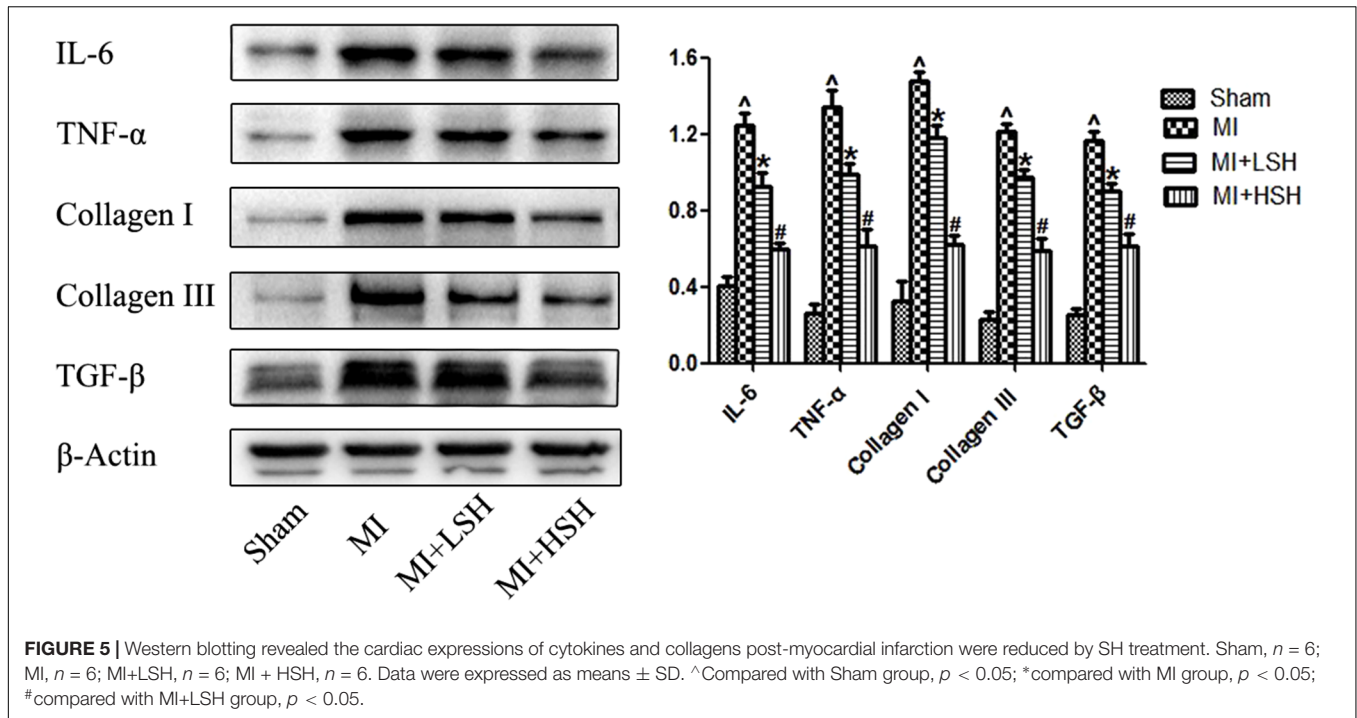 IL-6
TNF-α
Collagen I
Collagen III
TGF-β
β-Actin
Sham
MI
MI+LSH
MI+HSH
1.6
1.2
0.8
0.4
0.0
^
*
#
^
*
#
^
*
#
^
*
#
^
*
#
IL-6
TNF-α
Collagen I
Collagen III
TGF-β
Sham
MI
MI+LSH
MI+HSH
FIGURE 5 | Western blotting revealed the cardiac expressions of cytokines and collagens post-myocardial infarction were reduced by SH treatment. Sham, n = 6;
MI, n = 6; MI+LSH, n = 6; MI + HSH, n = 6. Data were expressed as means ± SD. ^Compared with Sham group, p < 0.05; *compared with MI group, p < 0.05;
#compared with MI+LSH group, p < 0.05.